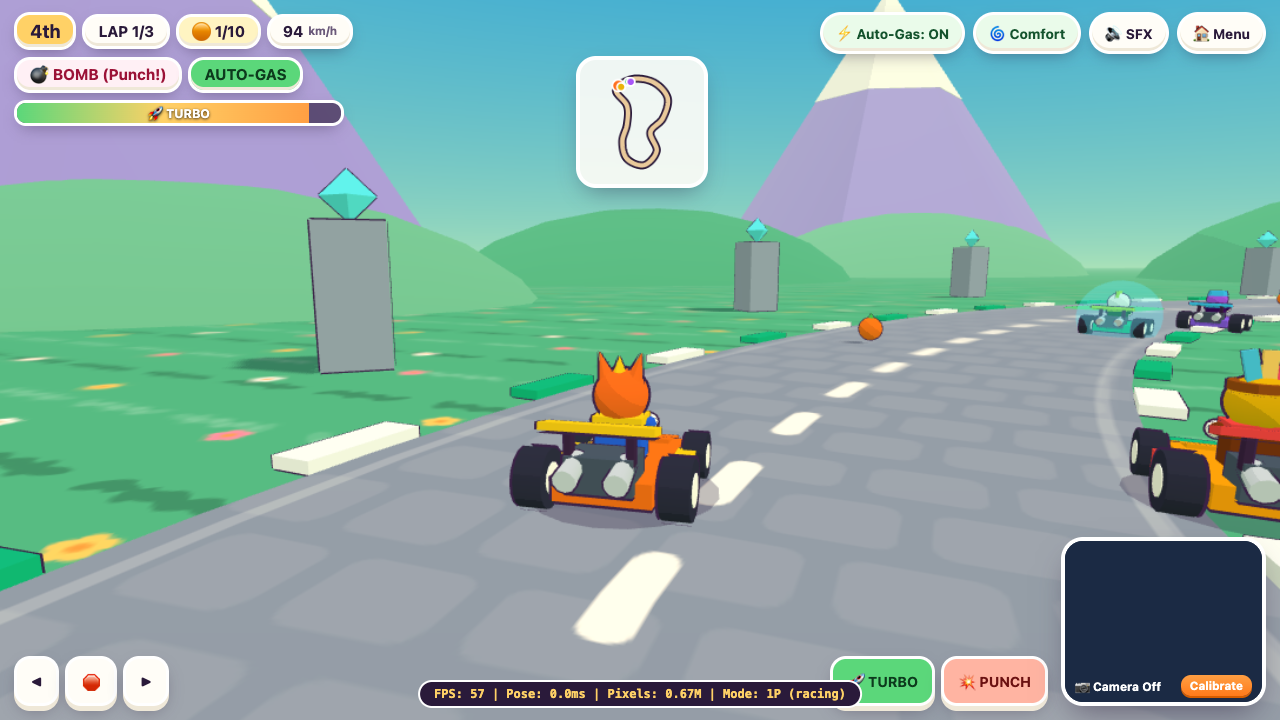 4th
LAP 1/3
1/10
94 km/h
BOMB (Punch!)
AUTO-GAS
TURBO
Auto-Gas: ON
Comfort
SFX
Menu
TURBO
PUNCH
FPS: 57 | Pose: 0.0ms | Pixels: 0.67M | Mode: 1P (racing)
Camera Off
Calibrate